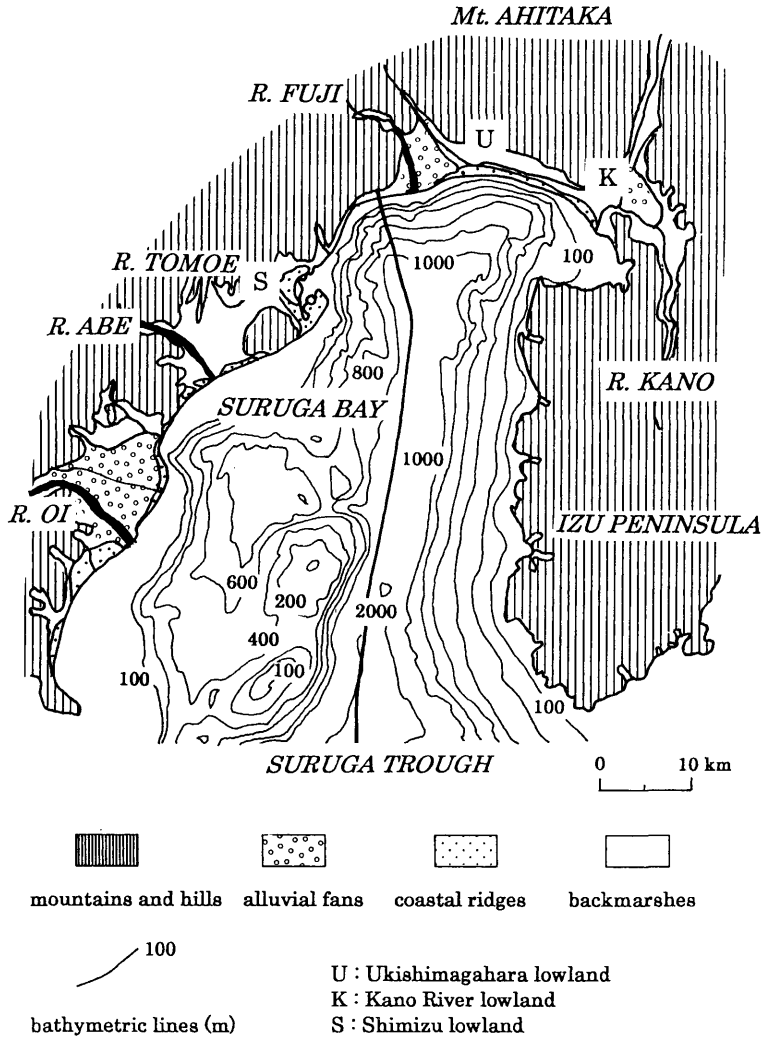 Mt. AHITAKA
R. FUJI
U
K
R. TOMOE
S
1000
100
R. ABE
800
R. KANO
SURUGA BAY
1000
R. OI
IZU PENINSULA
600
200
2000
400
100
100
100
SURUGA TROUGH
0 10 km
mountains and hills
alluvial fans
coastal ridges
backmarshes
100
bathymetric lines (m)
U : Ukishimagahara lowland
K : Kano River lowland
S : Shimizu lowland